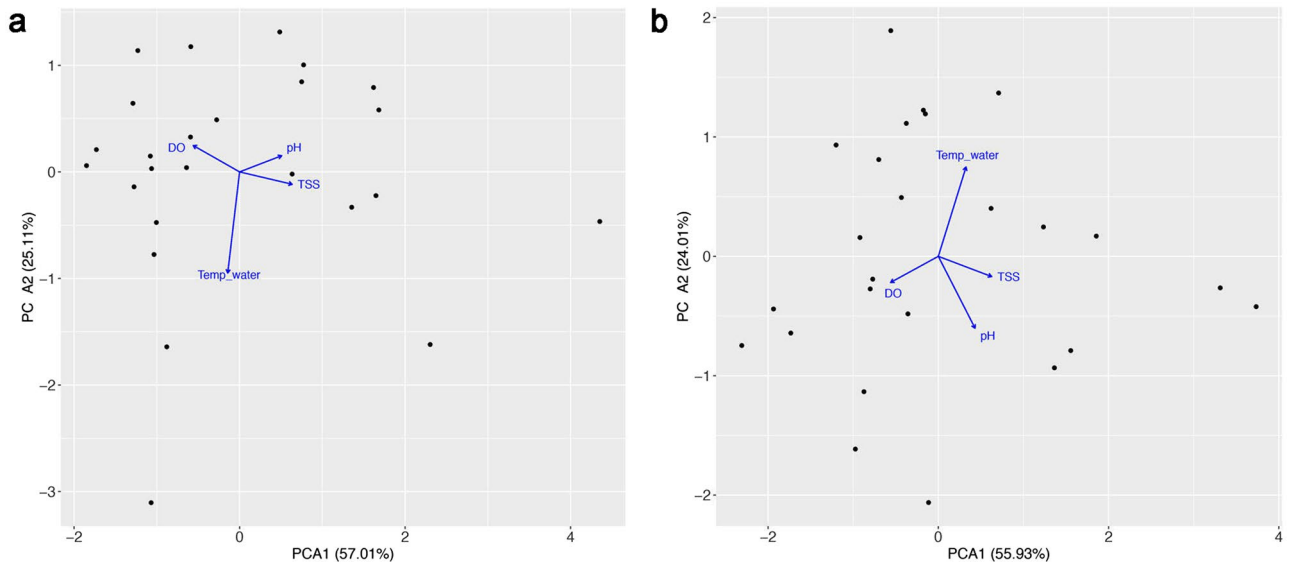 a
1
0
−1
−2
−3
−2
0
2
4
PC A2 (25.11%)
PCA1 (57.01%)
DO
pH
TSS
Temp_water
b
2
1
0
−1
−2
−2
0
2
4
PC A2 (24.01%)
PCA1 (55.93%)
Temp_water
TSS
DO
pH